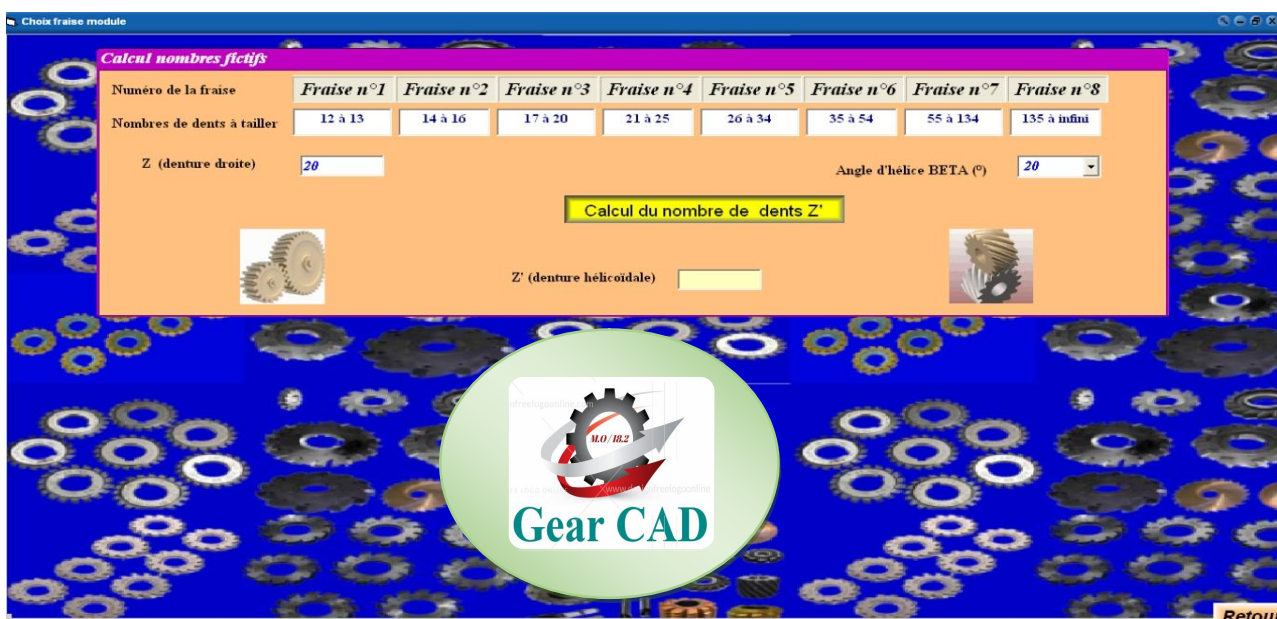 Choix fraise module
Calcul nombres fictifs
Numéro de la fraise Fraise n°1 Fraise n°2 Fraise n°3 Fraise n°4 Fraise n°5 Fraise n°6 Fraise n°7 Fraise n°8
Nombres de dents à tailler 12 à 13 14 à 16 17 à 20 21 à 25 26 à 34 35 à 54 55 à 134 135 à infini
Z (denture droite) 20 Angle d'hélice BETA (°) 20
Calcul du nombre de dents Z'
Z' (denture hélicoïdale)
M.O/18.2
Gear CAD
Retour